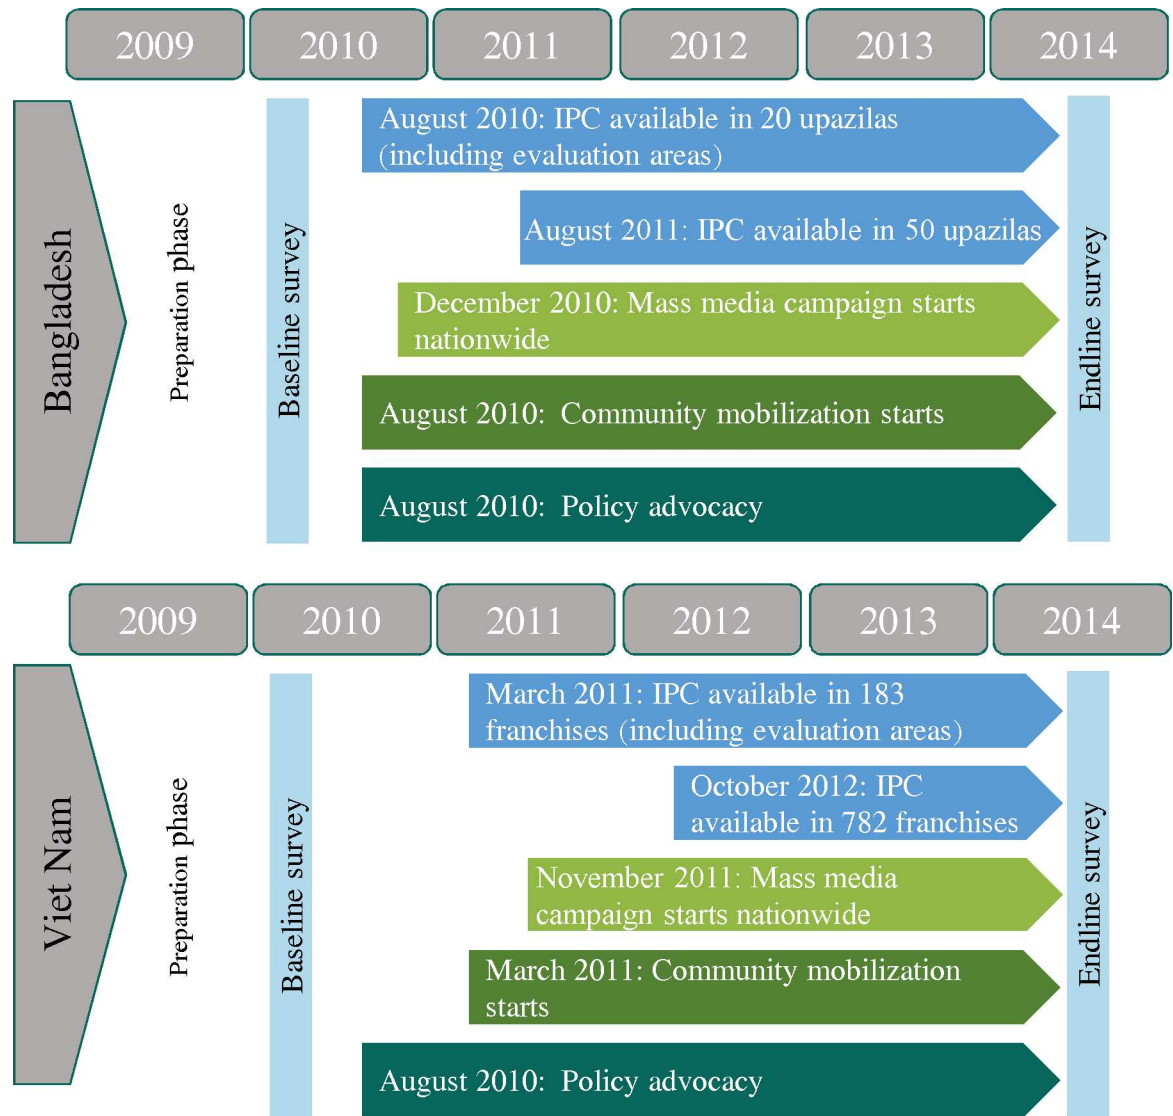 2009
2010
2011
2012
2013
2014
Bangladesh
Preparation phase
Baseline survey
August 2010: IPC available in 20 upazilas
(including evaluation areas)
August 2011: IPC available in 50 upazilas
December 2010: Mass media campaign starts
nationwide
August 2010:  Community mobilization starts
August 2010:  Policy advocacy
Endline survey
2009
2010
2011
2012
2013
2014
Viet Nam
Preparation phase
Baseline survey
March 2011: IPC available in 183
franchises (including evaluation areas)
October 2012: IPC
available in 782 franchises
November 2011: Mass media
campaign starts nationwide
March 2011: Community mobilization
starts
August 2010:  Policy advocacy
Endline survey